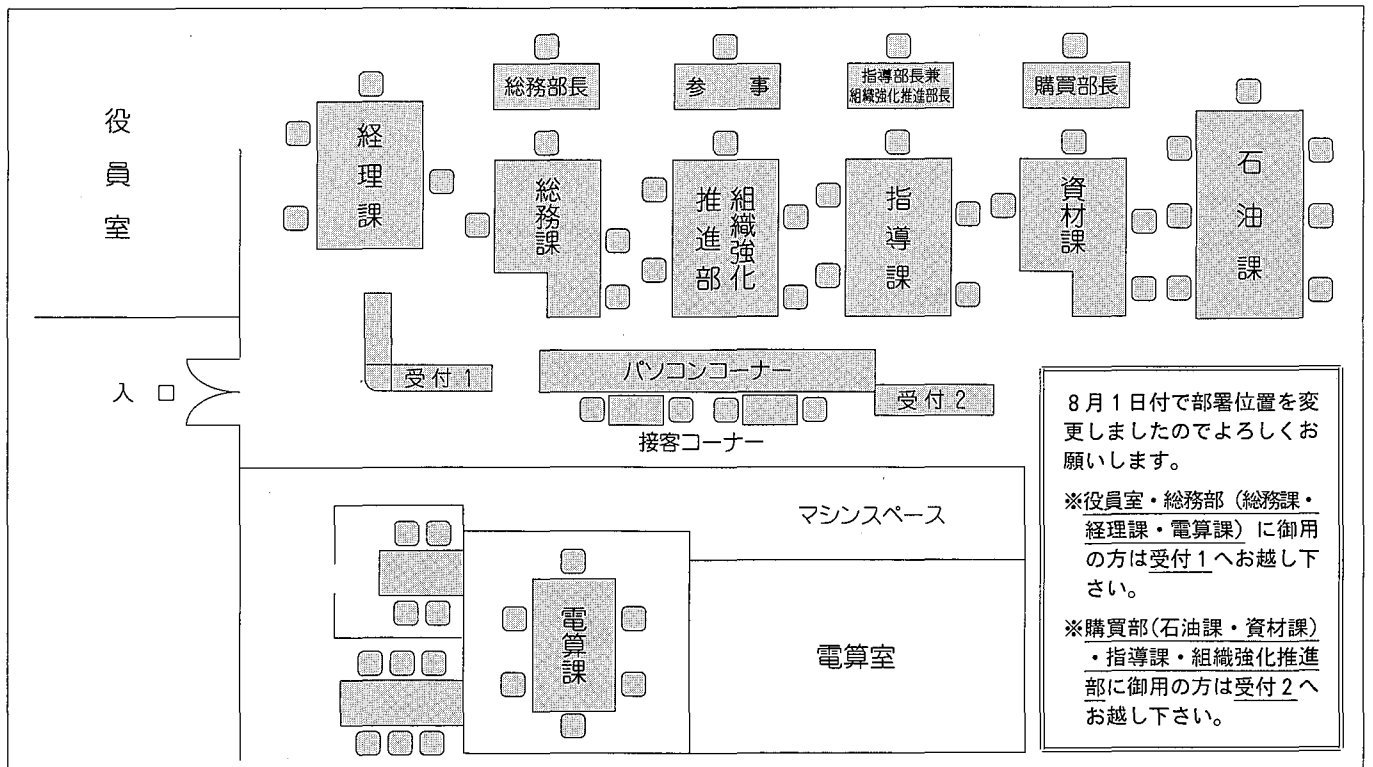 役員室
経理課
総務部長
参事
指導部長兼
組織強化推進部長
購買部長
総務課
組織強化
推進部
指導課
資材課
石油課
入口
受付1
パソコンコーナー
受付2
接客コーナー
マシンスペース
電算課
電算室
8月1日付で部署位置を変
更しましたのでよろしくお
願いします。
※役員室・総務部(総務課・
経理課・電算課)に御用
の方は受付1へお越し下
さい。
※購買部(石油課・資材課)
・指導課・組織強化推進
部に御用の方は受付2へ
お越し下さい。